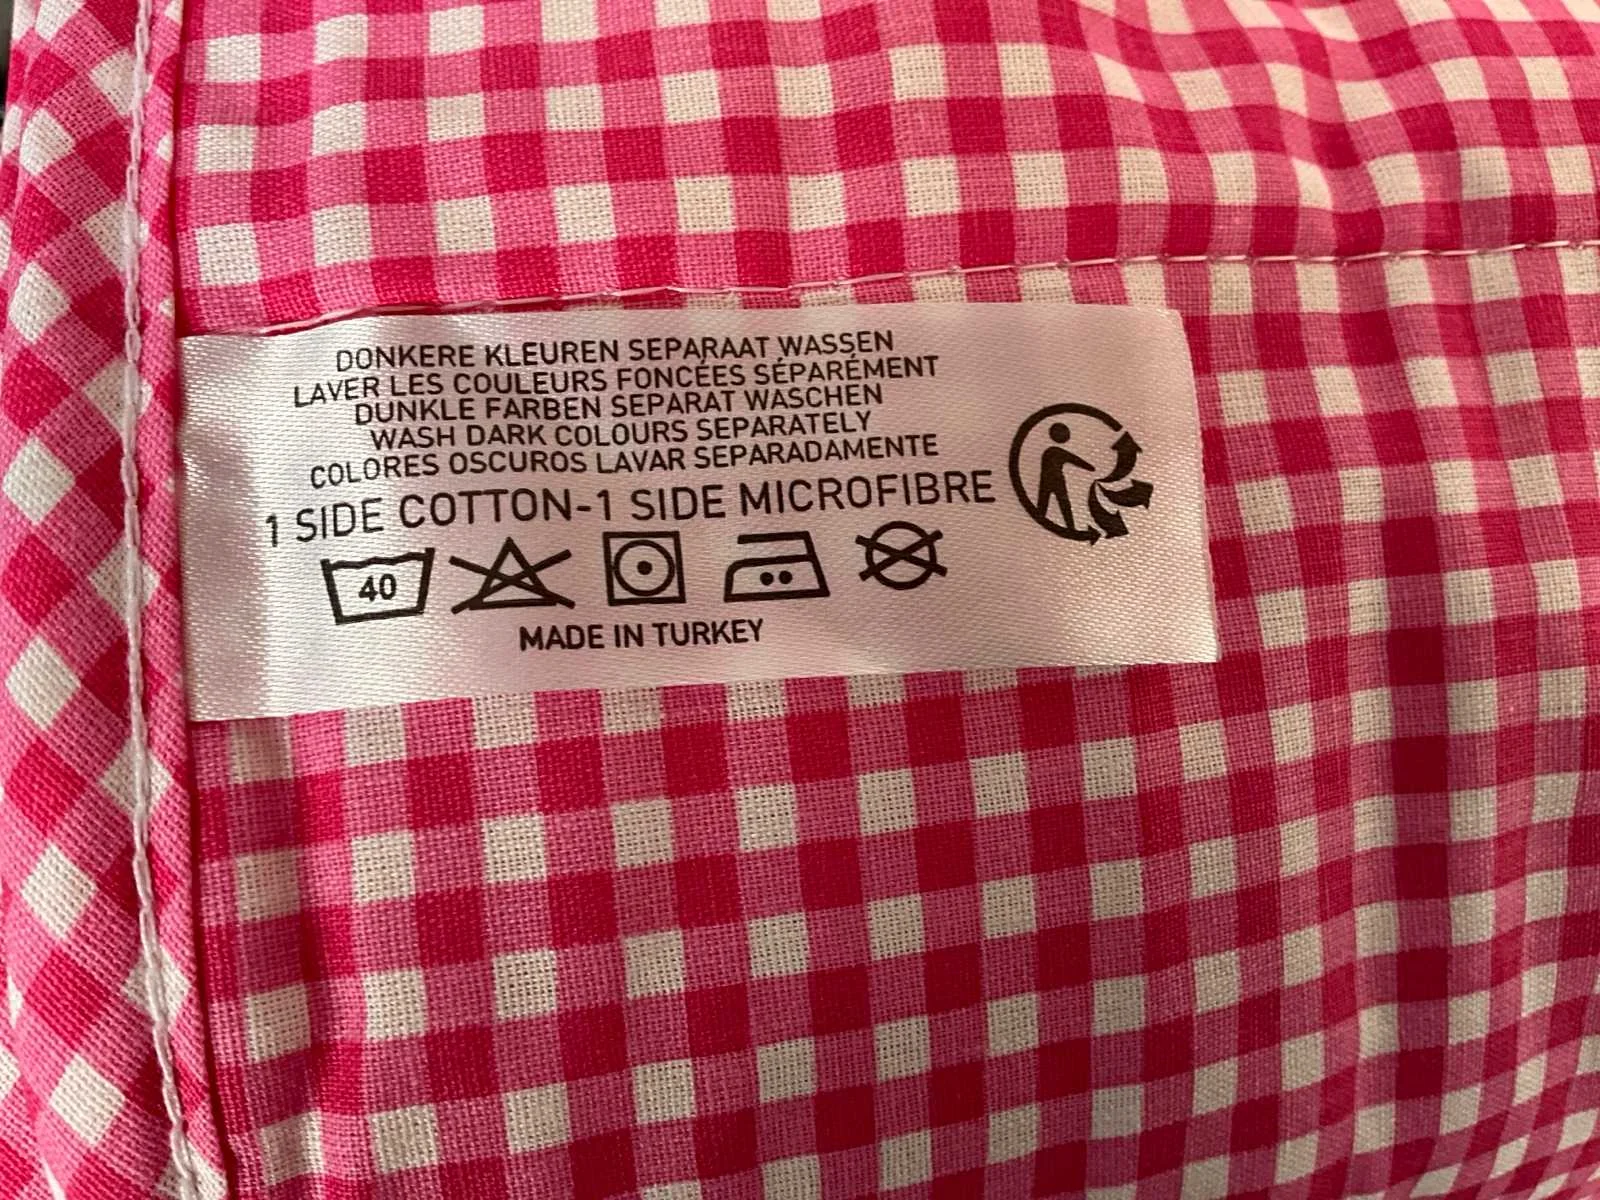 DONKERE KLEUREN SEPARAAT WASSEN
LAVER LES COULEURS FONCÉES SÉPARÉMENT
DUNKLE FARBEN SEPARAT WASCHEN
WASH DARK COLOURS SEPARATELY
COLORES OSCUROS LAVAR SEPARADAMENTE
1 SIDE COTTON-1 SIDE MICROFIBRE
40
MADE IN TURKEY